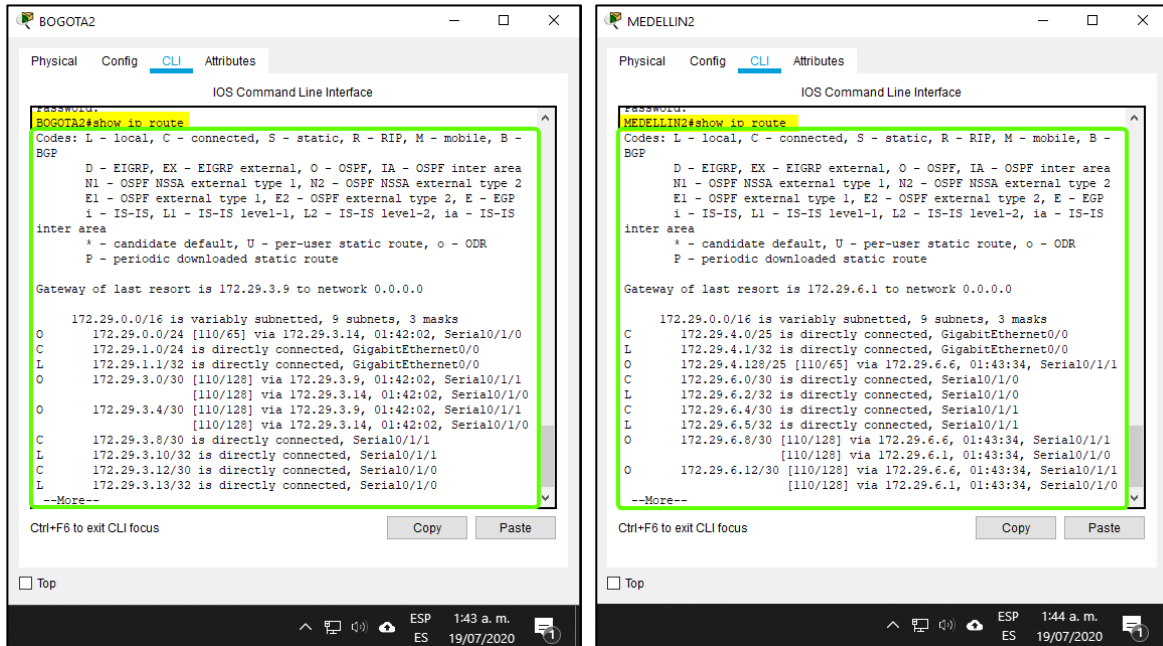 BOGOTA2
Physical Config CLI Attributes
IOS Command Line Interface
Password:
BOGOTA2#show ip route
Codes: L - local, C - connected, S - static, R - RIP, M - mobile, B -
BGP
D - EIGRP, EX - EIGRP external, O - OSPF, IA - OSPF inter area
N1 - OSPF NSSA external type 1, N2 - OSPF NSSA external type 2
E1 - OSPF external type 1, E2 - OSPF external type 2, E - EGP
i - IS-IS, L1 - IS-IS level-1, L2 - IS-IS level-2, ia - IS-IS
inter area
* - candidate default, U - per-user static route, o - ODR
P - periodic downloaded static route
Gateway of last resort is 172.29.3.9 to network 0.0.0.0
172.29.0.0/16 is variably subnetted, 9 subnets, 3 masks
O 172.29.0.0/24 [110/65] via 172.29.3.14, 01:42:02, Serial0/1/0
C 172.29.1.0/24 is directly connected, GigabitEthernet0/0
L 172.29.1.1/32 is directly connected, GigabitEthernet0/0
O 172.29.3.0/30 [110/128] via 172.29.3.9, 01:42:02, Serial0/1/1
[110/128] via 172.29.3.14, 01:42:02, Serial0/1/0
O 172.29.3.4/30 [110/128] via 172.29.3.9, 01:42:02, Serial0/1/1
[110/128] via 172.29.3.14, 01:42:02, Serial0/1/0
C 172.29.3.8/30 is directly connected, Serial0/1/1
L 172.29.3.10/32 is directly connected, Serial0/1/1
C 172.29.3.12/30 is directly connected, Serial0/1/0
L 172.29.3.13/32 is directly connected, Serial0/1/0
--More--
Ctrl+F6 to exit CLI focus
Copy Paste
Top
ESP 1:43 a. m.
ES 19/07/2020
1
MEDELLIN2
Physical Config CLI Attributes
IOS Command Line Interface
Password:
MEDELLIN2#show ip route
Codes: L - local, C - connected, S - static, R - RIP, M - mobile, B -
BGP
D - EIGRP, EX - EIGRP external, O - OSPF, IA - OSPF inter area
N1 - OSPF NSSA external type 1, N2 - OSPF NSSA external type 2
E1 - OSPF external type 1, E2 - OSPF external type 2, E - EGP
i - IS-IS, L1 - IS-IS level-1, L2 - IS-IS level-2, ia - IS-IS
inter area
* - candidate default, U - per-user static route, o - ODR
P - periodic downloaded static route
Gateway of last resort is 172.29.6.1 to network 0.0.0.0
172.29.0.0/16 is variably subnetted, 9 subnets, 3 masks
C 172.29.4.0/25 is directly connected, GigabitEthernet0/0
L 172.29.4.1/32 is directly connected, GigabitEthernet0/0
O 172.29.4.128/25 [110/65] via 172.29.6.6, 01:43:34, Serial0/1/1
C 172.29.6.0/30 is directly connected, Serial0/1/0
L 172.29.6.2/32 is directly connected, Serial0/1/0
C 172.29.6.4/30 is directly connected, Serial0/1/1
L 172.29.6.5/32 is directly connected, Serial0/1/1
O 172.29.6.8/30 [110/128] via 172.29.6.6, 01:43:34, Serial0/1/1
[110/128] via 172.29.6.1, 01:43:34, Serial0/1/0
O 172.29.6.12/30 [110/128] via 172.29.6.6, 01:43:34, Serial0/1/1
[110/128] via 172.29.6.1, 01:43:34, Serial0/1/0
--More--
Ctrl+F6 to exit CLI focus
Copy Paste
Top
ESP 1:44 a. m.
ES 19/07/2020
1